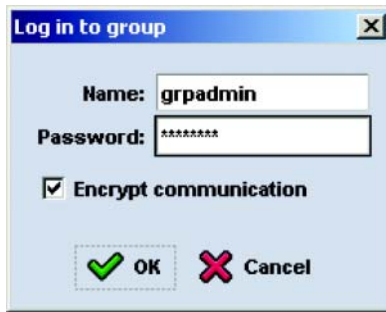 Log in to group
Name: grpadmin
Password: ********
Encrypt communication
OK Cancel